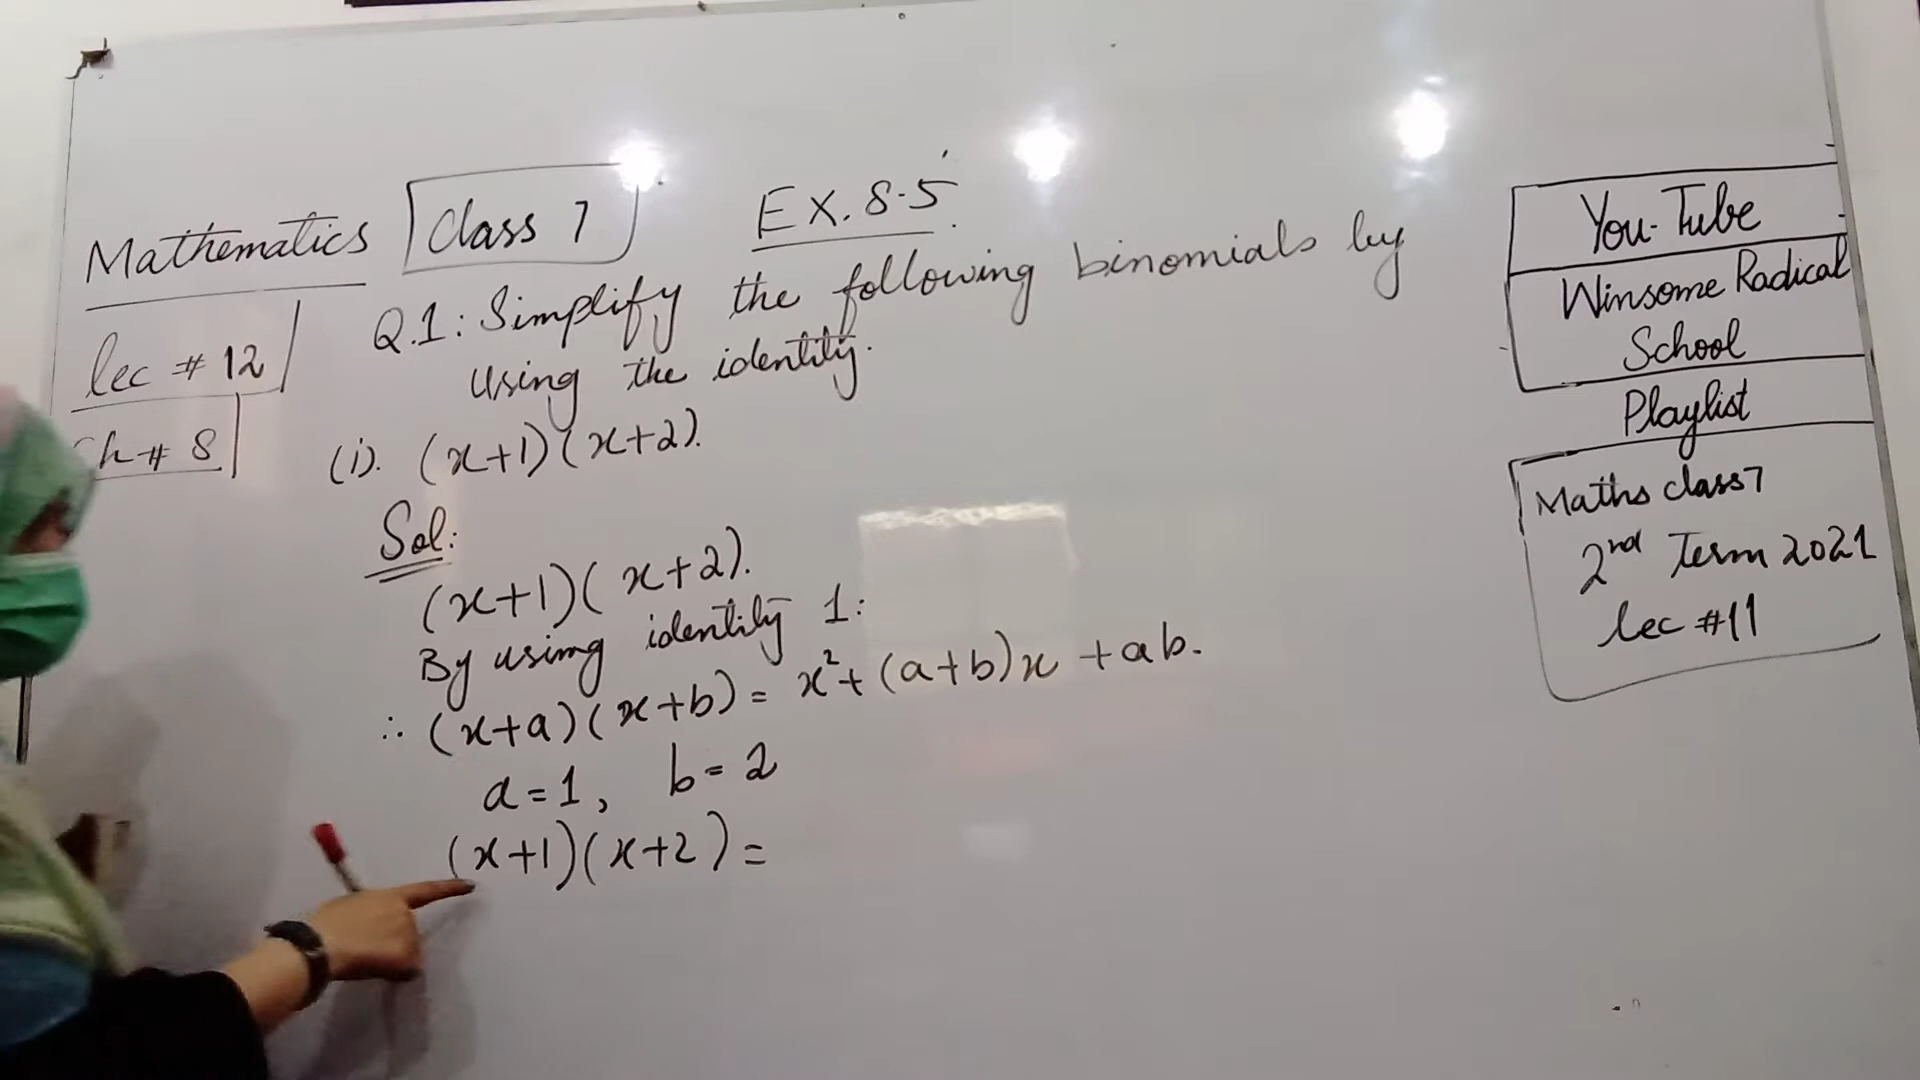 Mathematics
Class 7
EX. 8.5
lec # 12
Ch # 8
Q.1: Simplify the following binomials by
using the identity.
(i). (x+1)(x+2).
Sol:
(x+1)(x+2).
By using identity 1:
∴ (x+a)(x+b) = x²+(a+b)x +ab.
a=1, b=2
(x+1)(x+2)=
You-Tube
Winsome Radical
School
Playlist
Maths class7
2nd Term 2021
lec #11